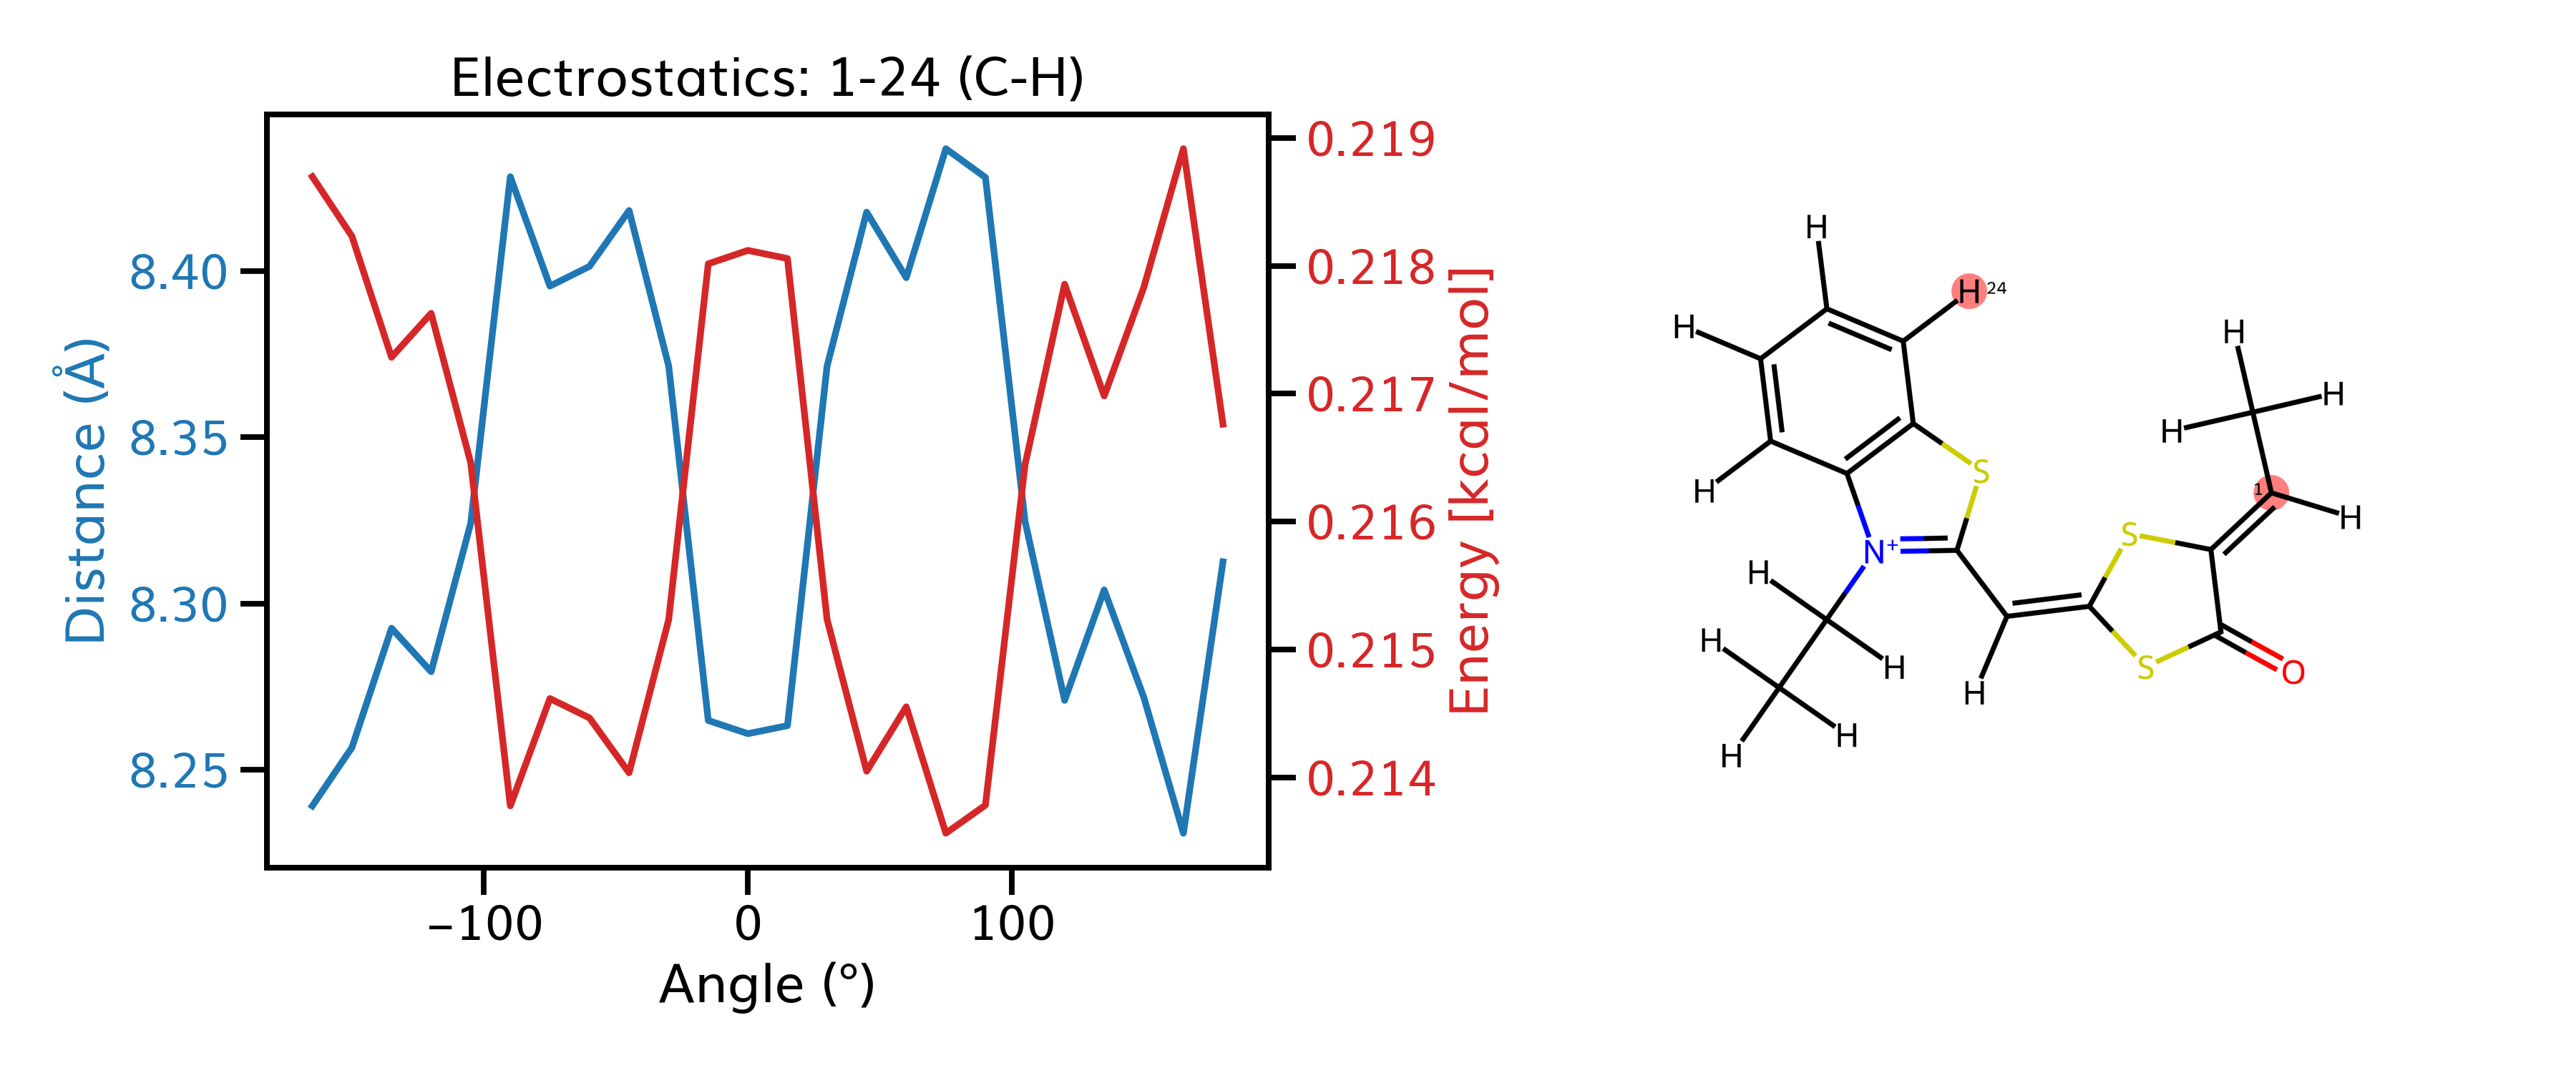 Electrostatics: 1-24 (C-H)
Distance (Å)
8.40
8.35
8.30
8.25
0.219
0.218
0.217
0.216
0.215
0.214
Energy [kcal/mol]
−100 0 100
Angle (°)
H
H 24
H
H
H
H
H
S
1
H
S
N+
H
H
H
S
O
H
H
H